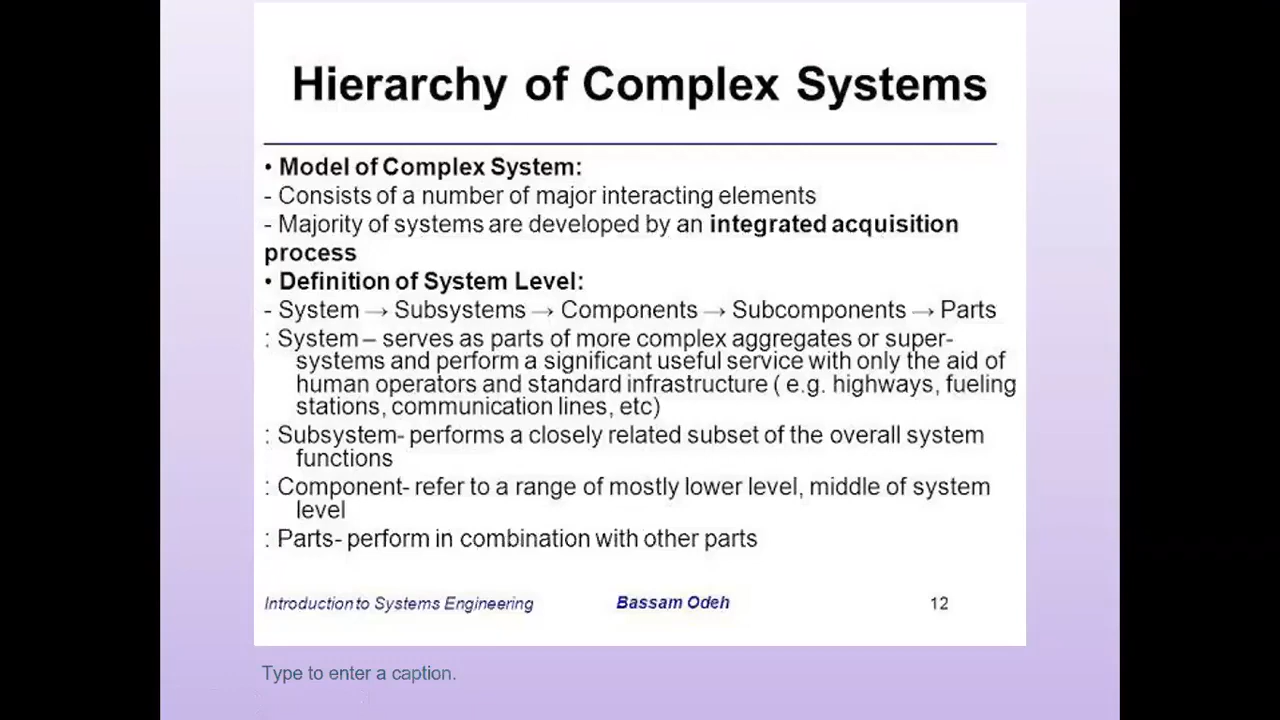 Hierarchy of Complex Systems
• Model of Complex System:
- Consists of a number of major interacting elements
- Majority of systems are developed by an integrated acquisition
process
• Definition of System Level:
- System → Subsystems → Components → Subcomponents → Parts
: System – serves as parts of more complex aggregates or super-
systems and perform a significant useful service with only the aid of
human operators and standard infrastructure ( e.g. highways, fueling
stations, communication lines, etc)
: Subsystem- performs a closely related subset of the overall system
functions
: Component- refer to a range of mostly lower level, middle of system
level
: Parts- perform in combination with other parts
Introduction to Systems Engineering Bassam Odeh 12
Type to enter a caption.